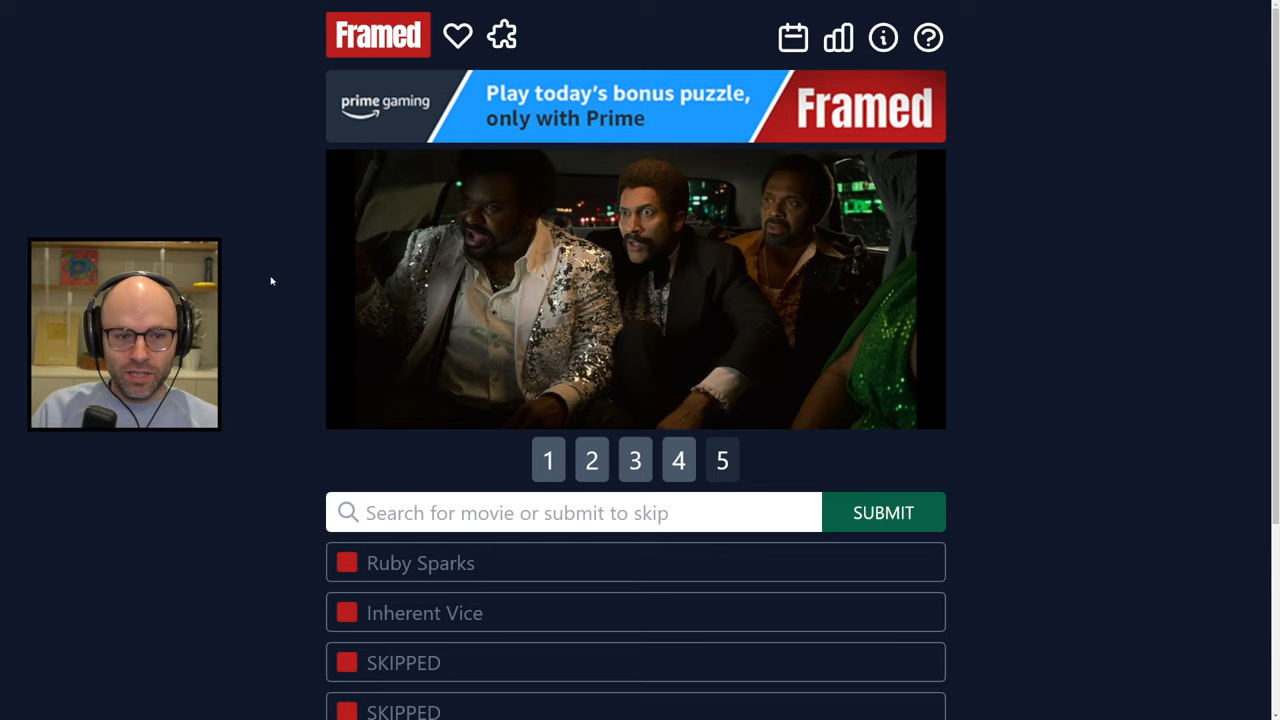 Framed
prime gaming
Play today's bonus puzzle,
only with Prime
Framed
1 2 3 4 5
Search for movie or submit to skip
SUBMIT
Ruby Sparks
Inherent Vice
SKIPPED
SKIPPED